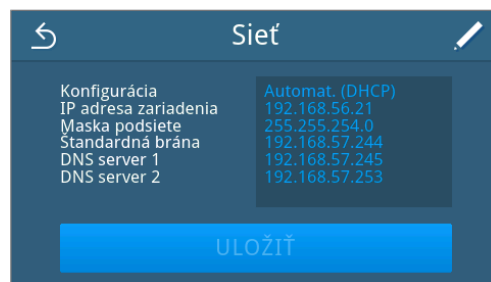 Sieť
Konfigurácia Automat. (DHCP)
IP adresa zariadenia 192.168.56.21
Maska podsiete 255.255.254.0
Štandardná brána 192.168.57.244
DNS server 1 192.168.57.245
DNS server 2 192.168.57.253
ULOŽIŤ